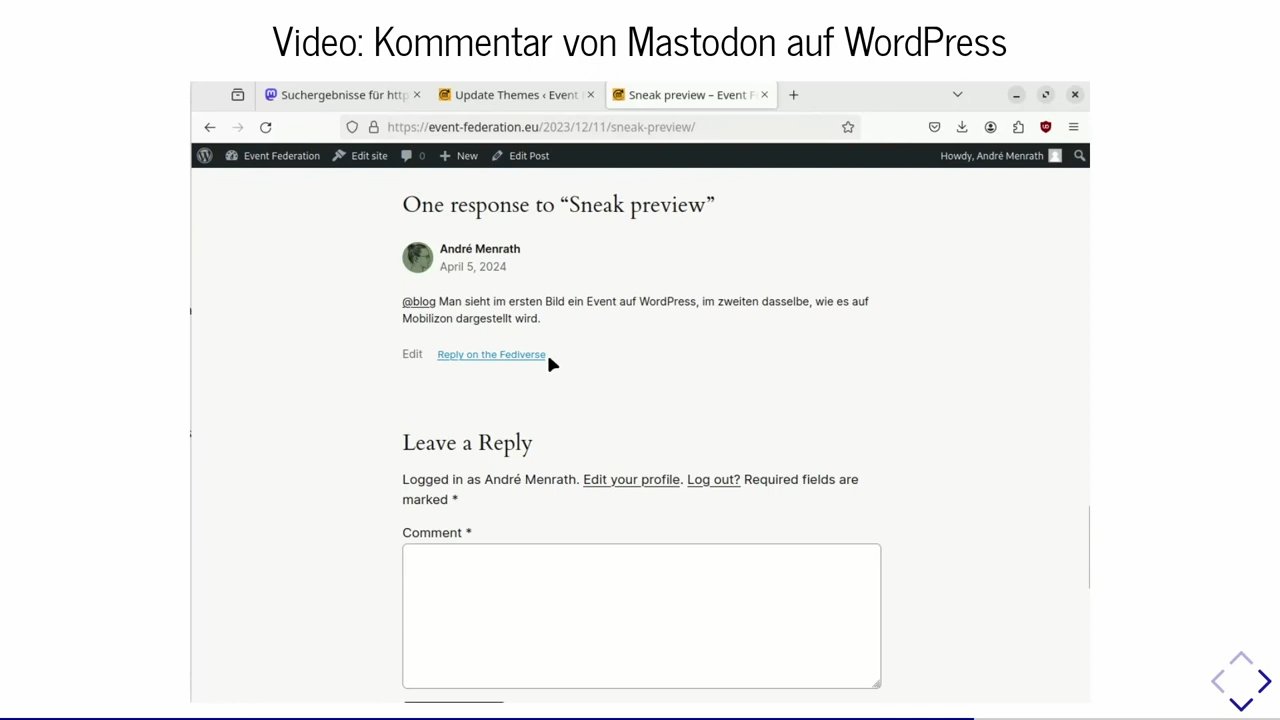 Video: Kommentar von Mastodon auf WordPress
Suchergebnisse für http
Update Themes ‹ Event
Sneak preview – Event F
https://event-federation.eu/2023/12/11/sneak-preview/
Event Federation Edit site 0 New Edit Post Howdy, André Menrath
One response to “Sneak preview”
André Menrath
April 5, 2024
@blog Man sieht im ersten Bild ein Event auf WordPress, im zweiten dasselbe, wie es auf
Mobilizon dargestellt wird.
Edit Reply on the Fediverse
Leave a Reply
Logged in as André Menrath. Edit your profile. Log out? Required fields are
marked *
Comment *